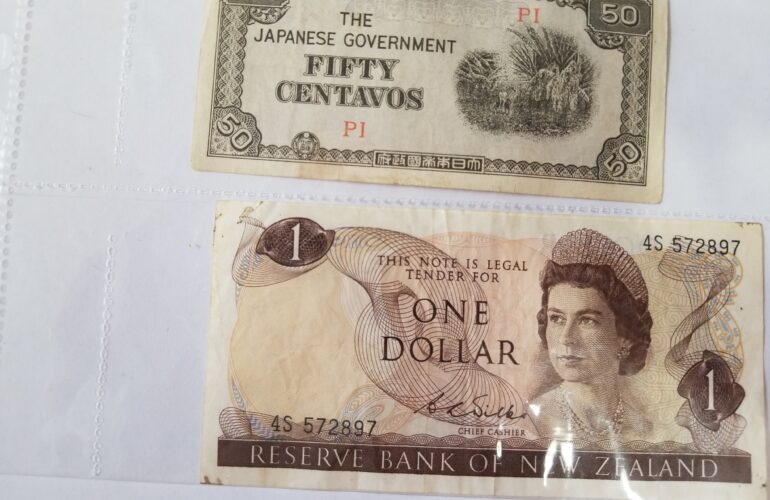 50
PI
THE
JAPANESE GOVERNMENT
FIFTY
CENTAVOS
PI
50
50
大日本帝國政府
1
4S 572897
THIS NOTE IS LEGAL
TENDER FOR
ONE
DOLLAR
CHIEF CASHIER
1
4S 572897
RESERVE BANK OF NEW ZEALAND